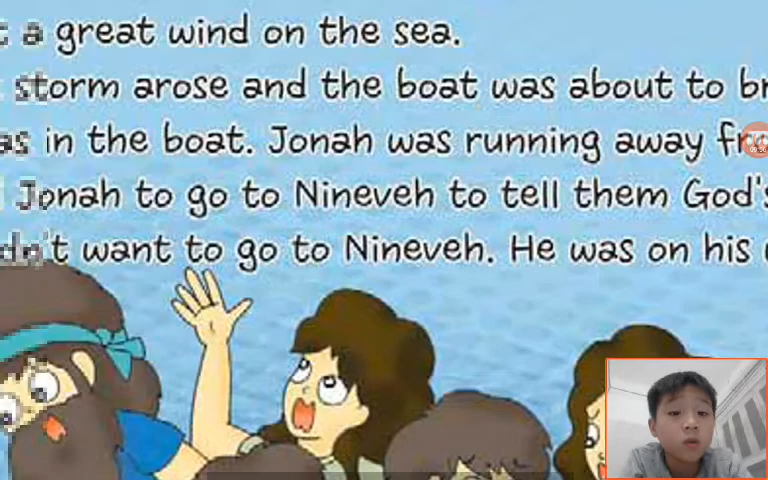 a great wind on the sea.
storm arose and the boat was about to
in the boat. Jonah was running away
Jonah to go to Nineveh to tell them God's
want to go to Nineveh. He was on his